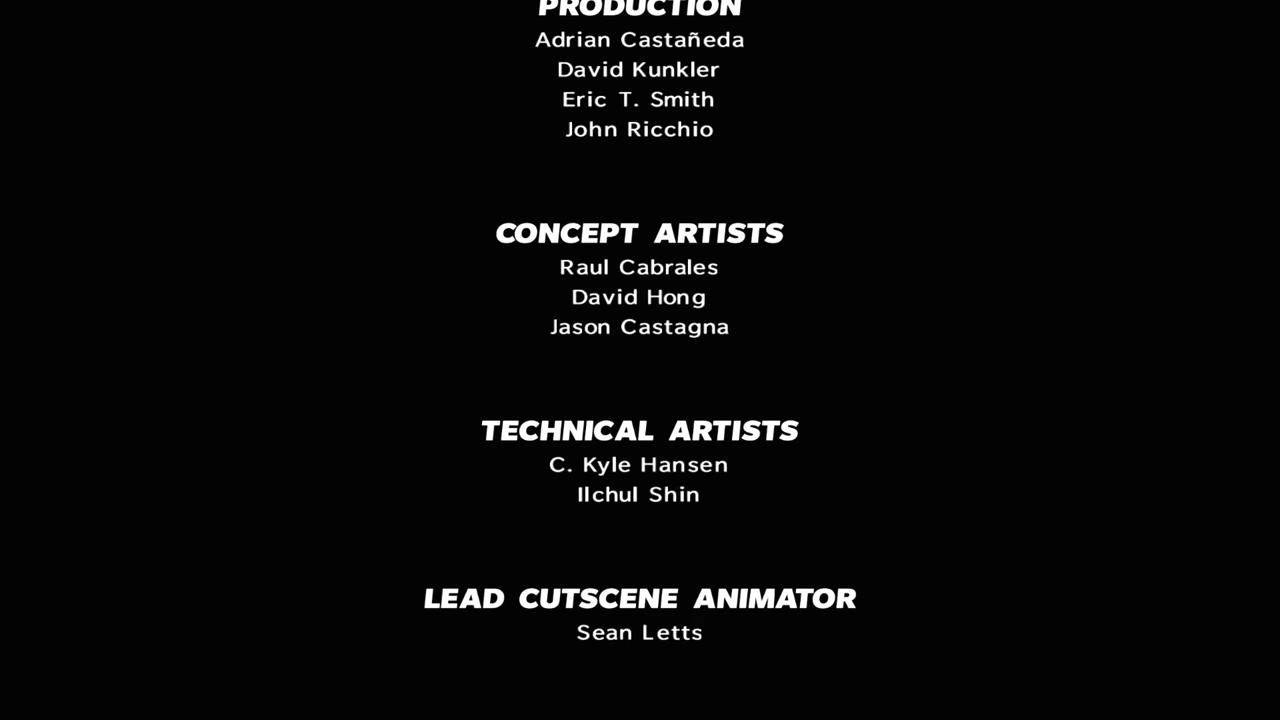 PRODUCTION
Adrian Castañeda
David Kunkler
Eric T. Smith
John Ricchio
CONCEPT ARTISTS
Raul Cabrales
David Hong
Jason Castagna
TECHNICAL ARTISTS
C. Kyle Hansen
Ilchul Shin
LEAD CUTSCENE ANIMATOR
Sean Letts